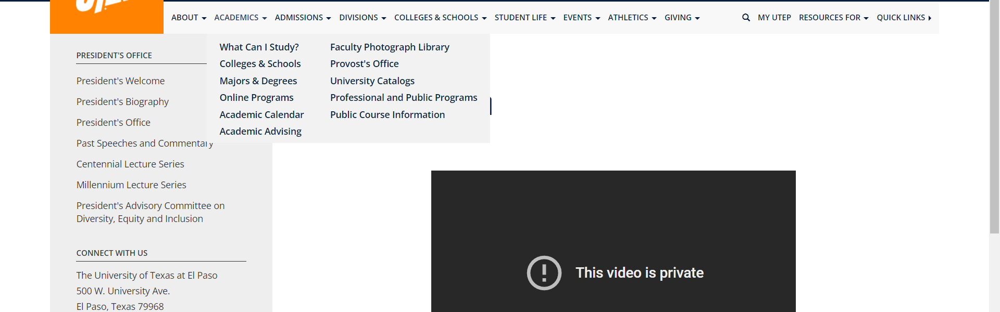 ABOUT ACADEMICS ADMISSIONS DIVISIONS COLLEGES & SCHOOLS STUDENT LIFE EVENTS ATHLETICS GIVING MY UTEP RESOURCES FOR QUICK LINKS
What Can I Study?
Colleges & Schools
Majors & Degrees
Online Programs
Academic Calendar
Academic Advising
Faculty Photograph Library
Provost's Office
University Catalogs
Professional and Public Programs
Public Course Information
PRESIDENT'S OFFICE
President's Welcome
President's Biography
President's Office
Past Speeches and Commentary
Centennial Lecture Series
Millennium Lecture Series
President's Advisory Committee on
Diversity, Equity and Inclusion
CONNECT WITH US
The University of Texas at El Paso
500 W. University Ave.
El Paso, Texas 79968
This video is private